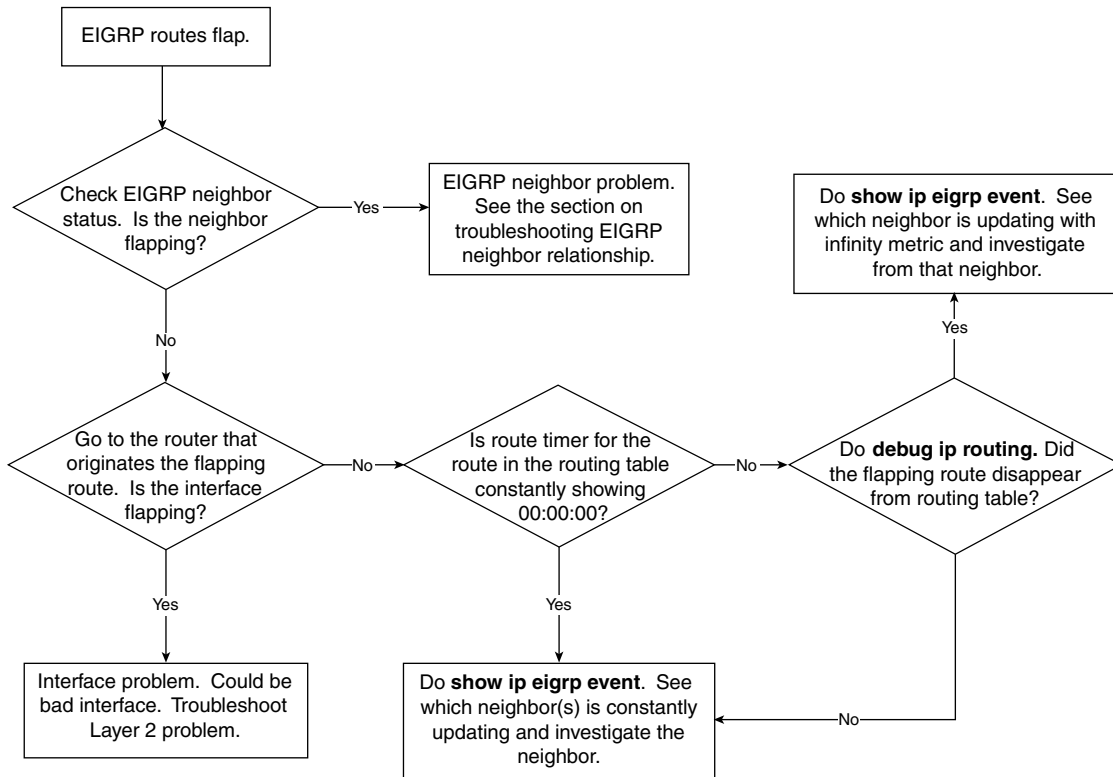 EIGRP routes flap.
Check EIGRP neighbor
status.  Is the neighbor
flapping?
Yes
EIGRP neighbor problem.
See the section on
troubleshooting EIGRP
neighbor relationship.
Do show ip eigrp event.  See
which neighbor is updating with
infinity metric and investigate
from that neighbor.
No
Yes
Go to the router that
originates the flapping
route.  Is the interface
flapping?
No
Is route timer for the
route in the routing table
constantly showing
00:00:00?
No
Do debug ip routing. Did
the flapping route disappear
from routing table?
Yes
Yes
No
Interface problem.  Could be
bad interface.  Troubleshoot
Layer 2 problem.
Do show ip eigrp event.  See
which neighbor(s) is constantly
updating and investigate the
neighbor.